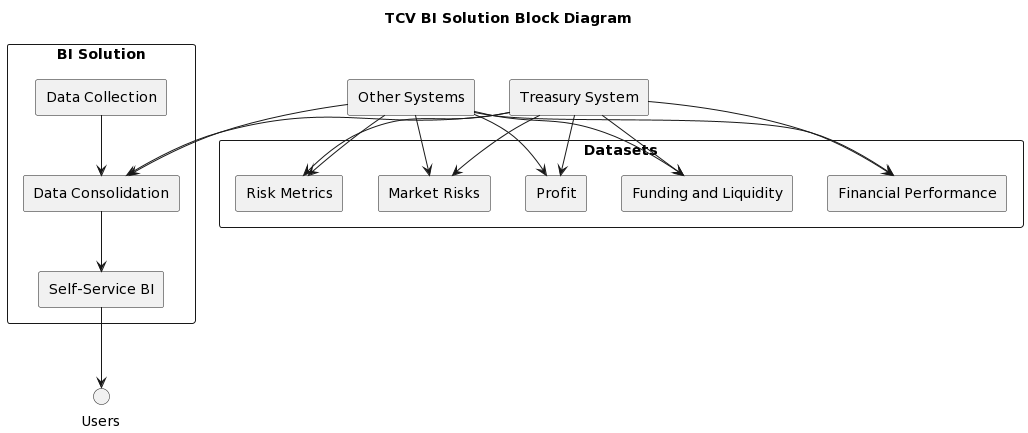 TCV BI Solution Block Diagram
BI Solution
Data Collection
Other Systems
Treasury System
Datasets
Data Consolidation
Risk Metrics
Market Risks
Profit
Funding and Liquidity
Financial Performance
Self-Service BI
Users